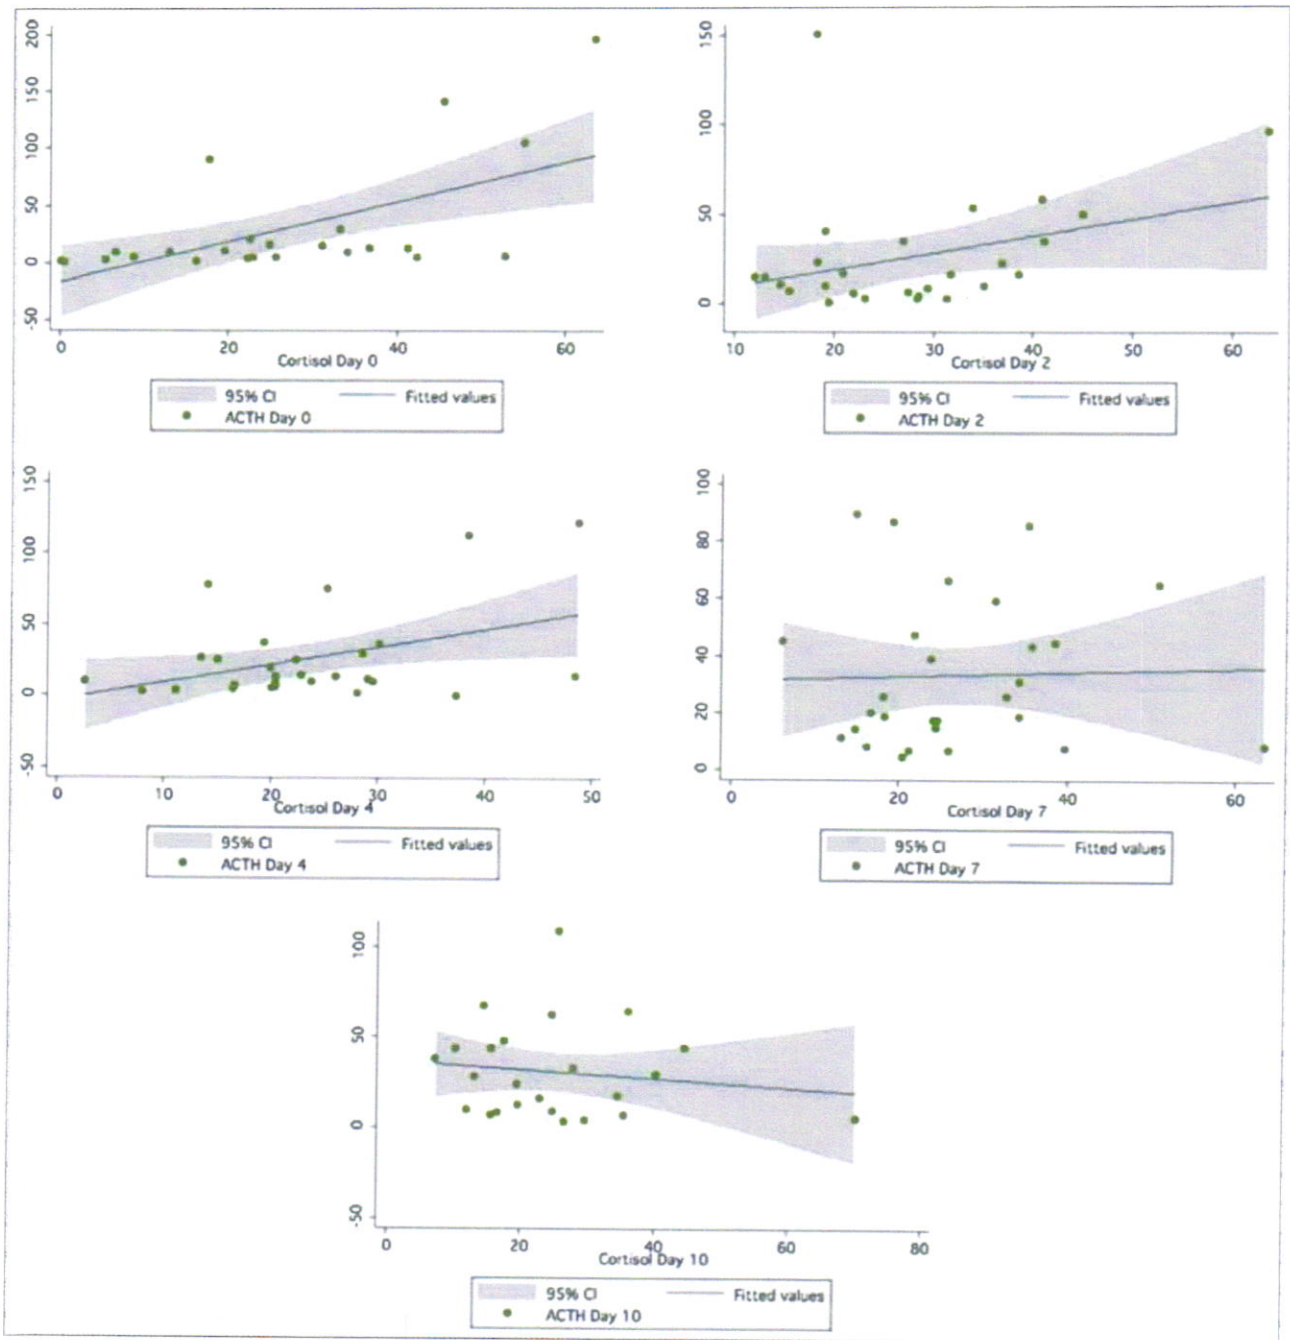 200
150
100
50
0
-50
0 20 40 60
Cortisol Day 0
95% CI Fitted values
ACTH Day 0
150
100
50
0
10 20 30 40 50 60
Cortisol Day 2
95% CI Fitted values
ACTH Day 2
150
100
50
0
-50
0 10 20 30 40 50
Cortisol Day 4
95% CI Fitted values
ACTH Day 4
100
80
60
40
20
0
0 20 40 60
Cortisol Day 7
95% CI Fitted values
ACTH Day 7
100
50
0
-50
0 20 40 60 80
Cortisol Day 10
95% CI Fitted values
ACTH Day 10